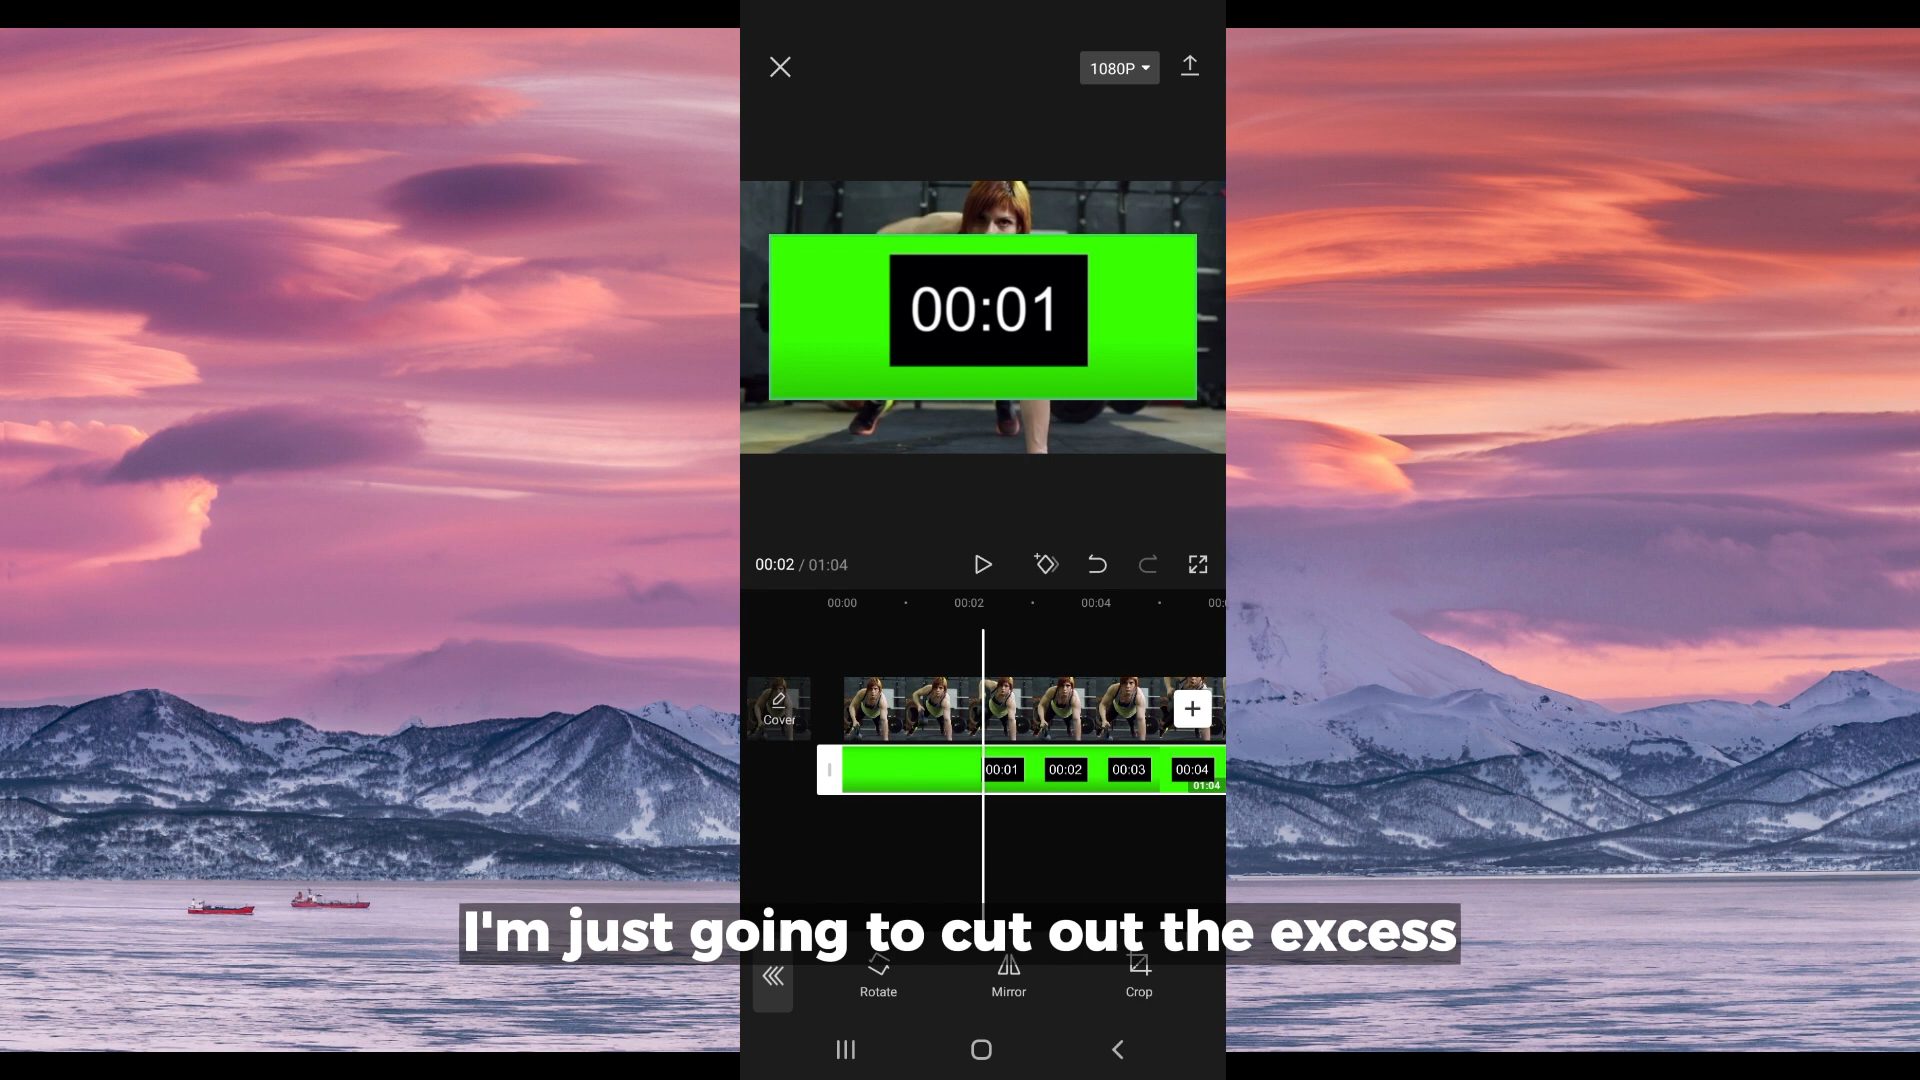 1080P
00:01
00:02 / 01:04
00:00 00:02 00:04 00:
Cover
00:01 00:02 00:03 00:04
01:04
I'm just going to cut out the excess
Rotate Mirror Crop